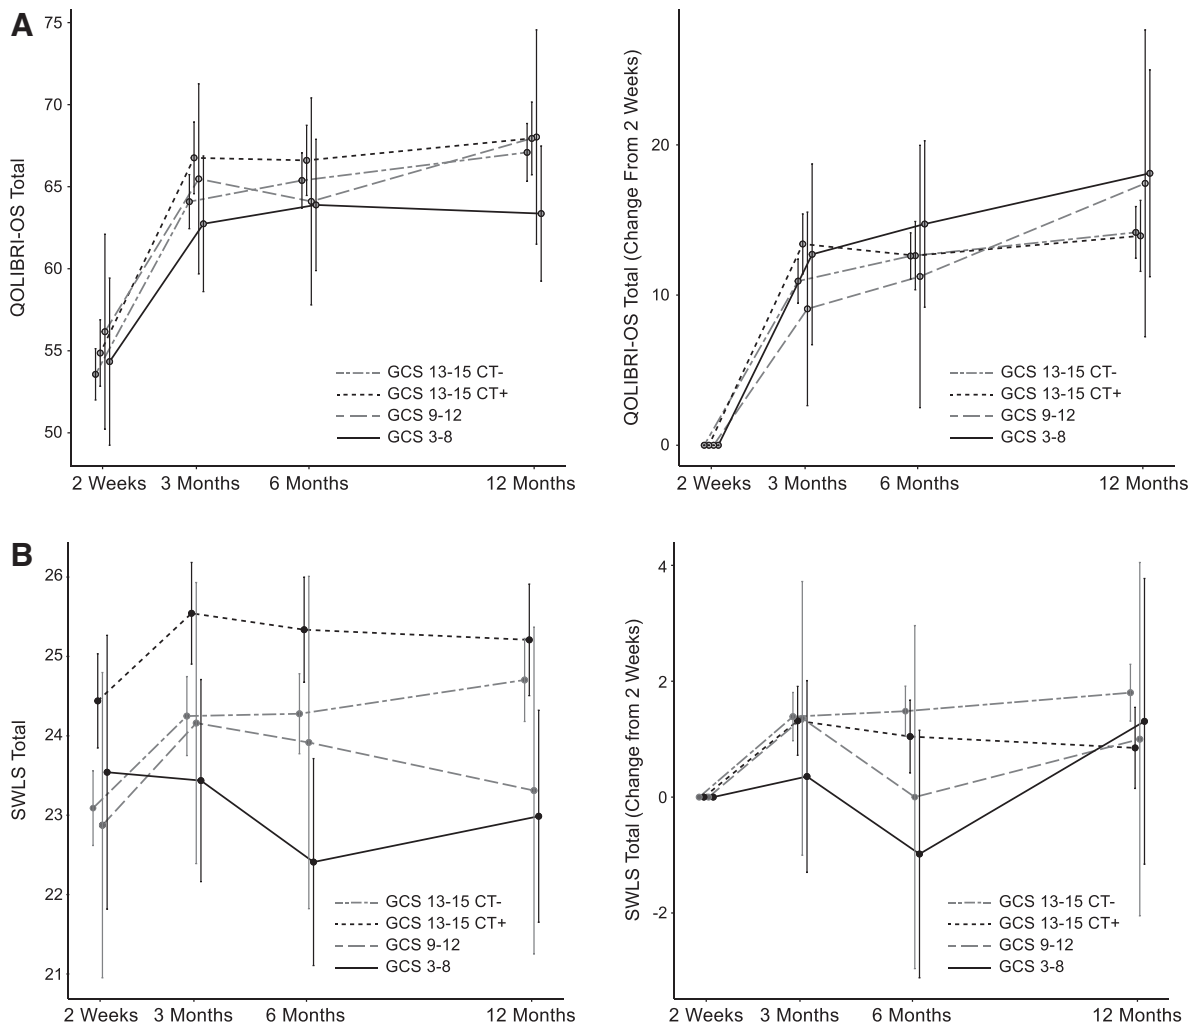 A
QOLIBRI-OS Total
75
70
65
60
55
50
GCS 13-15 CT-
GCS 13-15 CT+
GCS 9-12
GCS 3-8
2 Weeks 3 Months 6 Months 12 Months
QOLIBRI-OS Total (Change From 2 Weeks)
20
10
0
GCS 13-15 CT-
GCS 13-15 CT+
GCS 9-12
GCS 3-8
2 Weeks 3 Months 6 Months 12 Months
B
SWLS Total
26
25
24
23
22
21
GCS 13-15 CT-
GCS 13-15 CT+
GCS 9-12
GCS 3-8
2 Weeks 3 Months 6 Months 12 Months
SWLS Total (Change from 2 Weeks)
4
2
0
-2
GCS 13-15 CT-
GCS 13-15 CT+
GCS 9-12
GCS 3-8
2 Weeks 3 Months 6 Months 12 Months